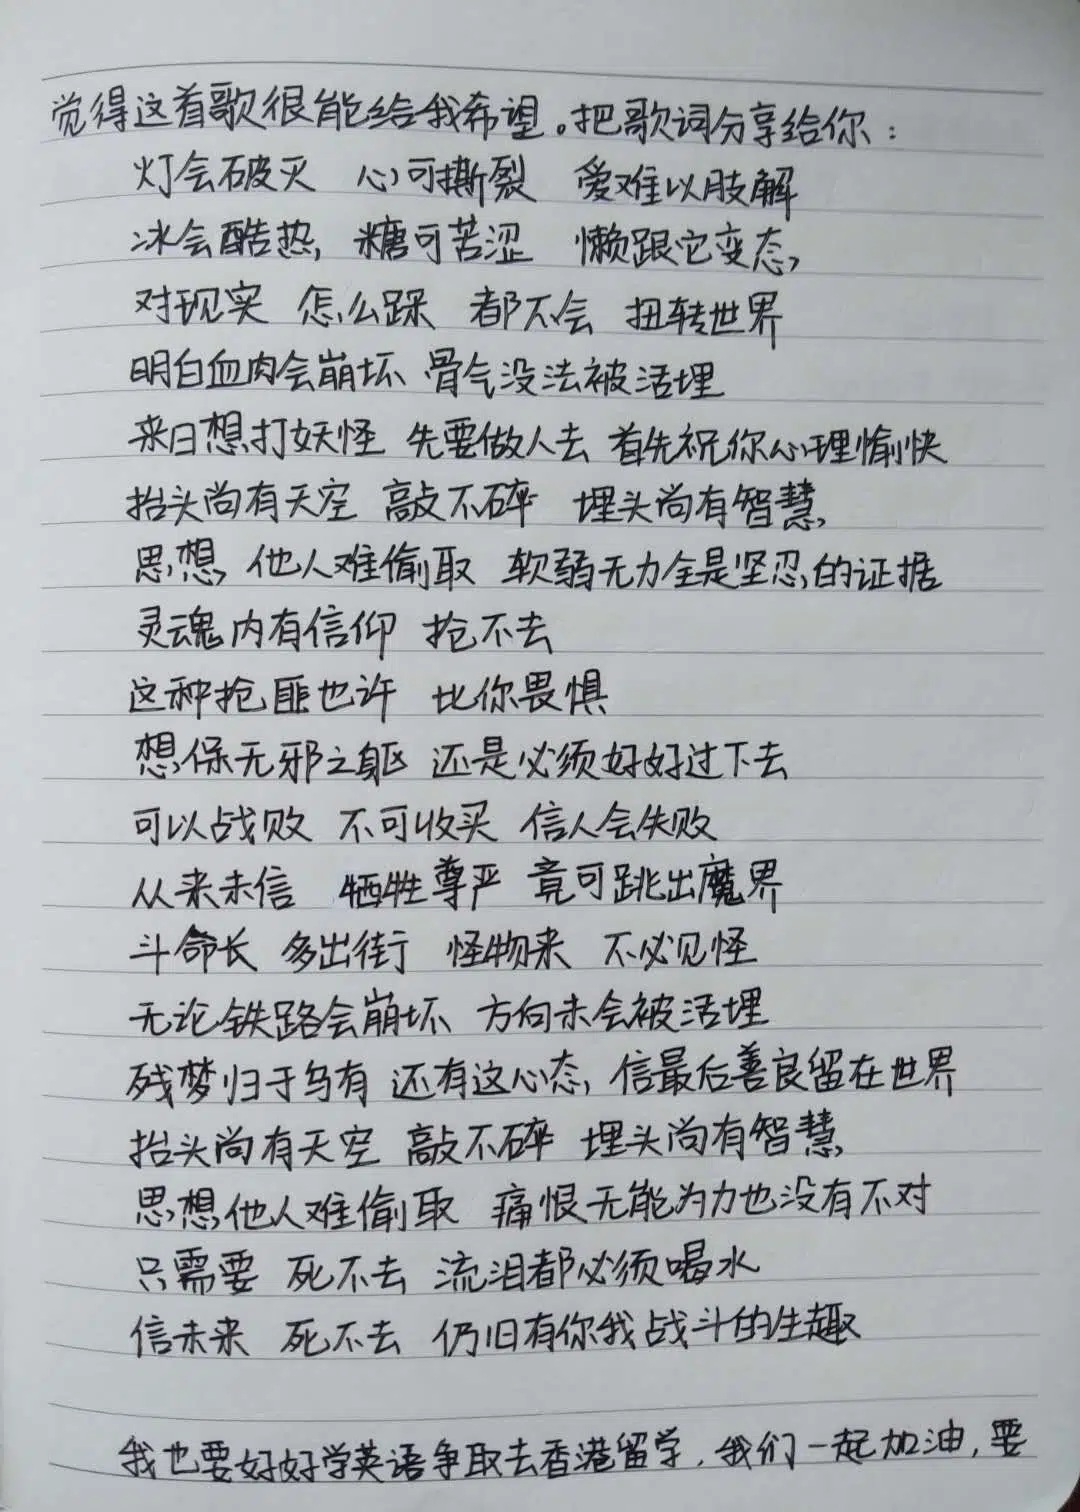 觉得这首歌很能给我希望。把歌词分享给你：
灯会破灭 心可撕裂 爱难以肢解
冰会酷热, 糖可苦涩 懒跟它变态,
对现实 怎么踩 都不会 扭转世界
明白血肉会崩坏 骨气没法被活埋
来日想打妖怪 先要做人去 首先祝你心理愉快
抬头尚有天空 敲不碎 埋头尚有智慧,
思想, 他人难偷取 软弱无力全是坚忍的证据
灵魂内有信仰 抢不去
这种抢匪也许 比你畏惧
想保无邪之躯 还是必须好好过下去
可以战败 不可收买 信人会失败
从来未信 牺牲尊严 竟可跳出魔界
斗命长 多出街 怪物来 不必见怪
无论铁路会崩坏 方向未会被活埋
残梦归于乌有 还有这心态, 信最后善良留在世界
抬头尚有天空 敲不碎 埋头尚有智慧,
思想他人难偷取 痛恨无能为力也没有不对
只需要 死不去 流泪都必须喝水
信未来 死不去 仍旧有你我战斗的生趣
我也要好好学英语争取去香港留学, 我们一起加油, 要